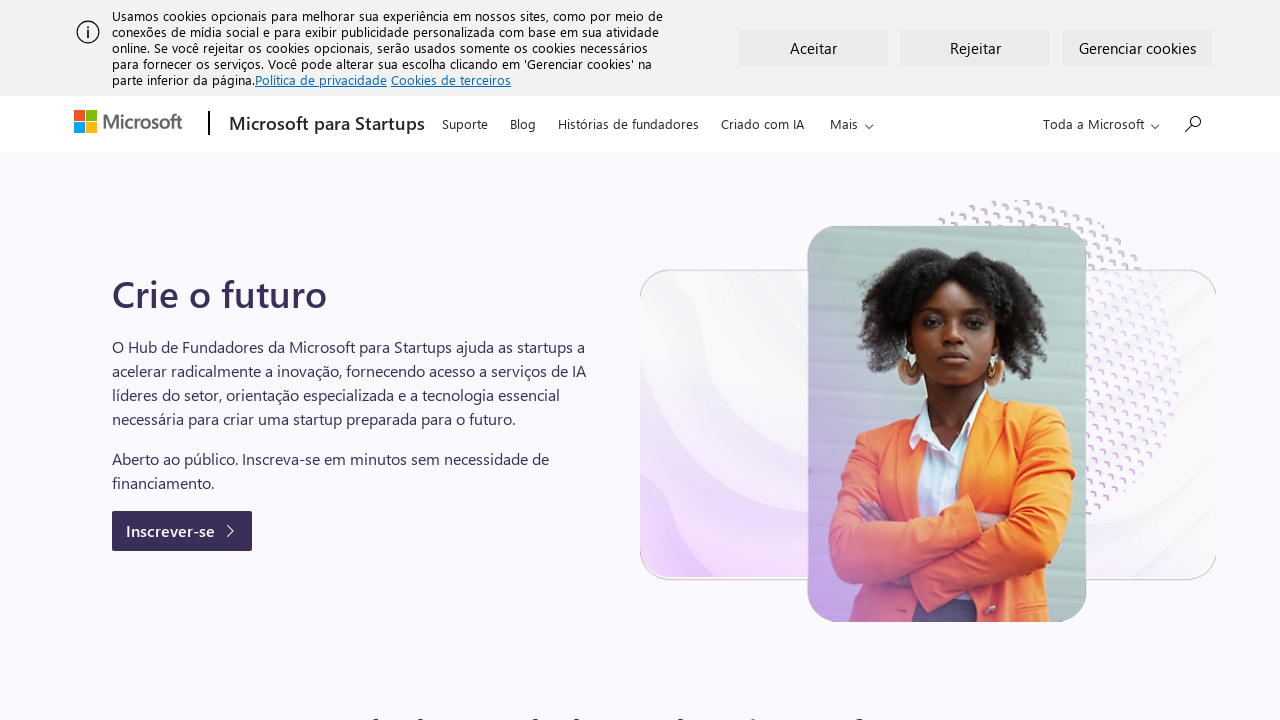 Usamos cookies opcionais para melhorar sua experiência em nossos sites, como por meio de
conexões de mídia social e para exibir publicidade personalizada com base em sua atividade
online. Se você rejeitar os cookies opcionais, serão usados somente os cookies necessários
para fornecer os serviços. Você pode alterar sua escolha clicando em 'Gerenciar cookies' na
parte inferior da página.Política de privacidade Cookies de terceiros
Aceitar
Rejeitar
Gerenciar cookies
Microsoft
Microsoft para Startups
Suporte
Blog
Histórias de fundadores
Criado com IA
Mais
Toda a Microsoft
Crie o futuro
O Hub de Fundadores da Microsoft para Startups ajuda as startups a
acelerar radicalmente a inovação, fornecendo acesso a serviços de IA
líderes do setor, orientação especializada e a tecnologia essencial
necessária para criar uma startup preparada para o futuro.
Aberto ao público. Inscreva-se em minutos sem necessidade de
financiamento.
Inscrever-se